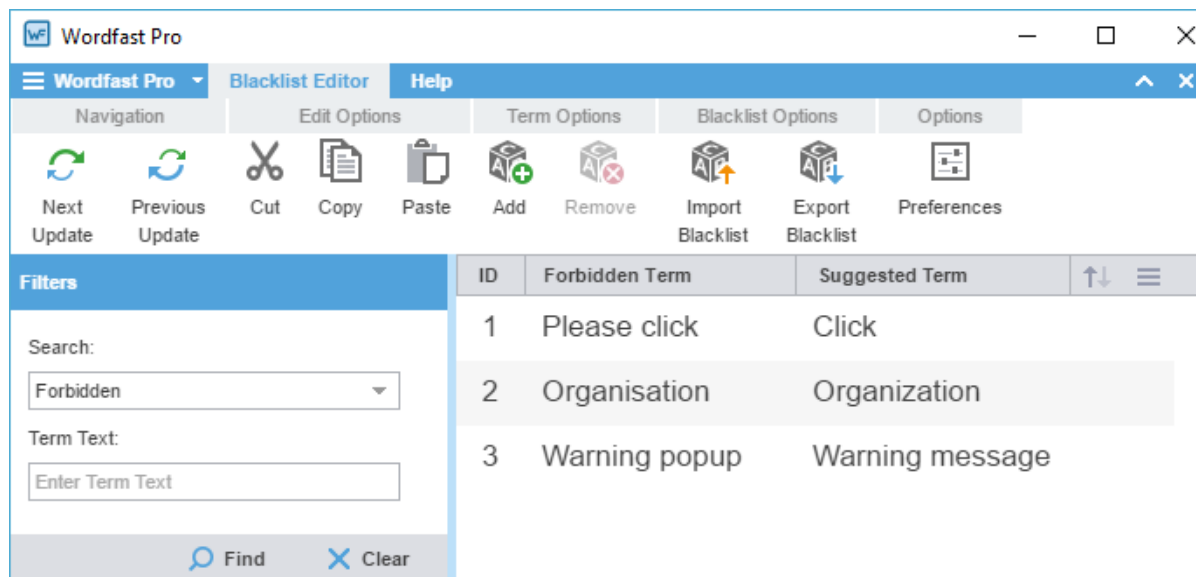 WF Wordfast Pro
Wordfast Pro Blacklist Editor Help
Navigation Edit Options Term Options Blacklist Options Options
Next Update Previous Update Cut Copy Paste Add Remove Import Blacklist Export Blacklist Preferences
Filters
Search:
Forbidden
Term Text:
Enter Term Text
Find Clear
ID Forbidden Term Suggested Term
1 Please click Click
2 Organisation Organization
3 Warning popup Warning message